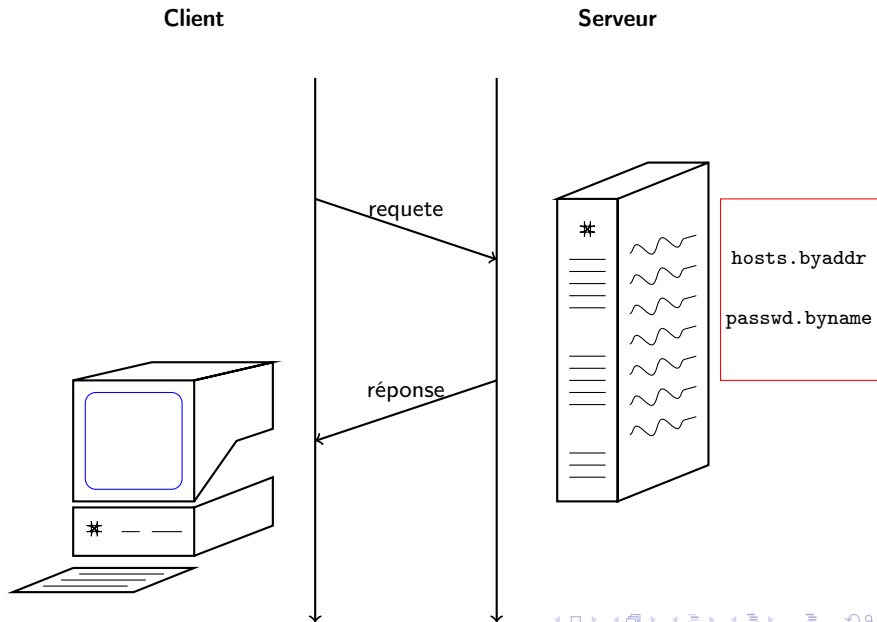 Client
Serveur
requete
hosts.byaddr
passwd.byname
réponse